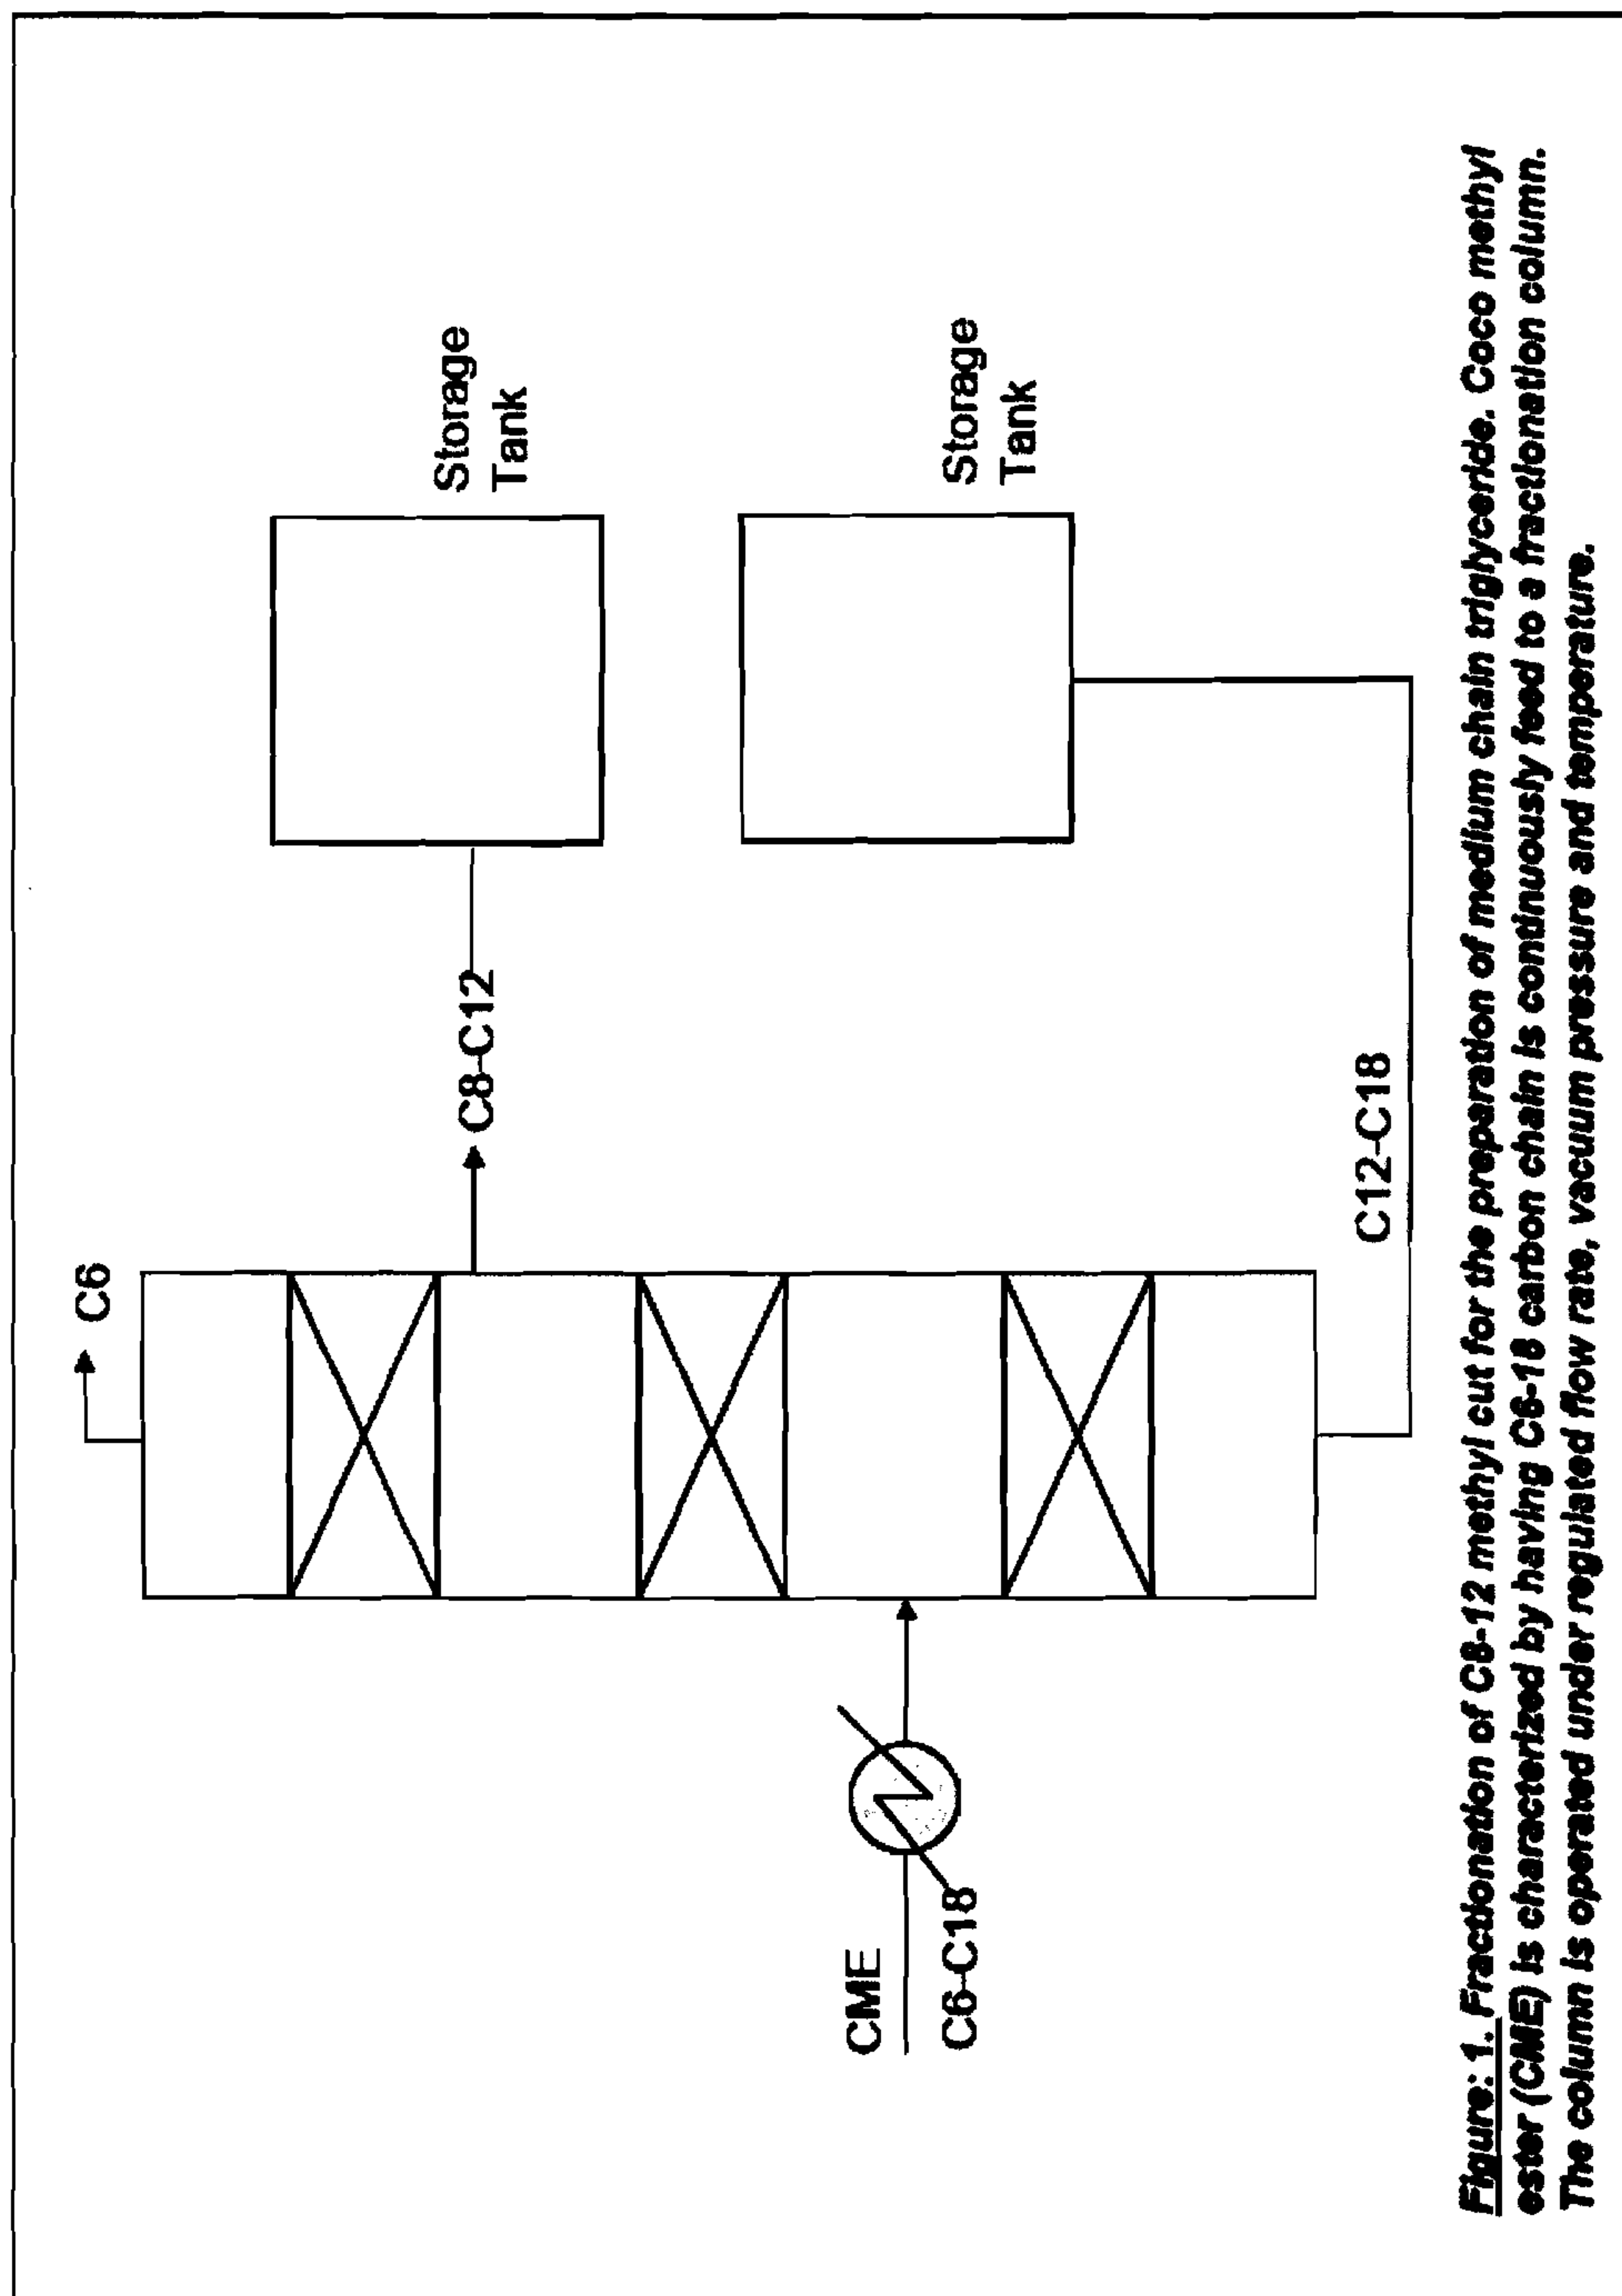 C6
Storage
Tank
C8-C12
CME
C6-C18
Storage
Tank
C12-C18
Figure: 1. Fractionation of C8-12 methyl cut for the preparation of medium chain triglyceride. Coco methyl
ester (CME) is characterized by having C6-18 carbon chain is continuously feed to a fractionation column.
The column is operated under regulated flow rate, vacuum pressure and temperature.